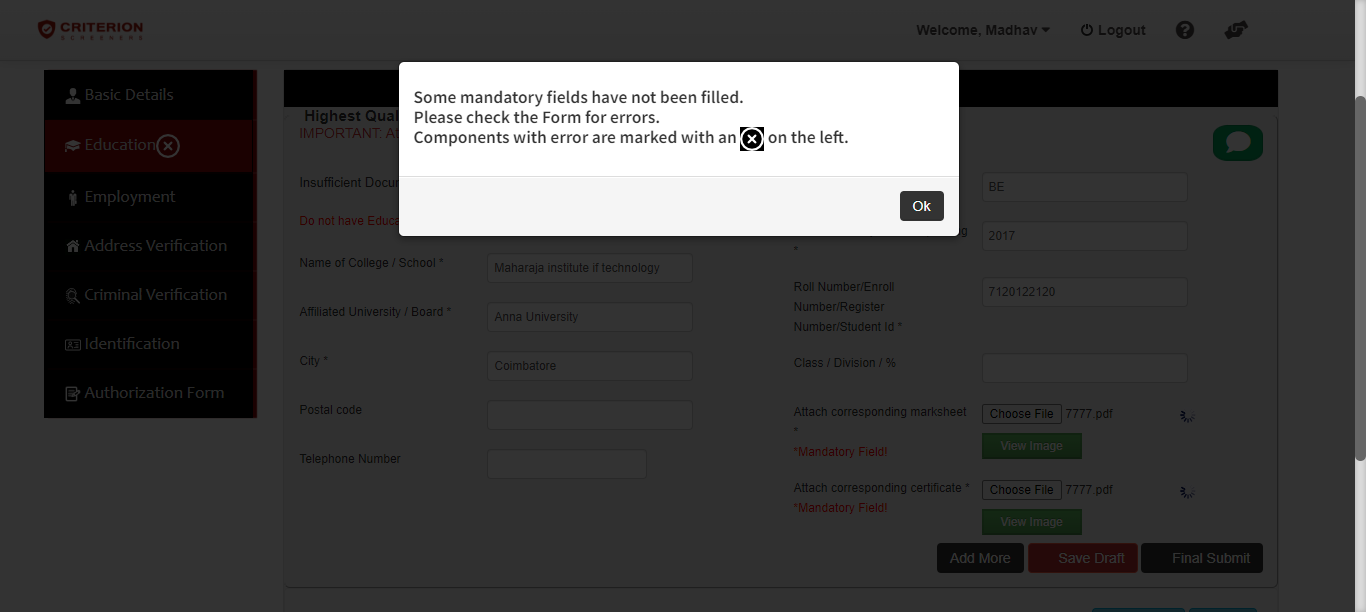 CRITERION
SCREENERS
Welcome, Madhav
Logout
Basic Details
Education
Employment
Address Verification
Criminal Verification
Identification
Authorization Form
Some mandatory fields have not been filled.
Please check the Form for errors.
Components with error are marked with an on the left.
Ok
Highest Qual
IMPORTANT:
Insufficient Docu
Do not have Educa
Name of College / School *
Maharaja institute if technology
Affiliated University / Board *
Anna University
City *
Coimbatore
Postal code
Telephone Number
BE
g
*
2017
Roll Number/Enroll
Number/Register
Number/Student Id *
7120122120
Class / Division / %
Attach corresponding marksheet
*
*Mandatory Field!
Choose File 7777.pdf
View Image
Attach corresponding certificate *
*Mandatory Field!
Choose File 7777.pdf
View Image
Add More
Save Draft
Final Submit